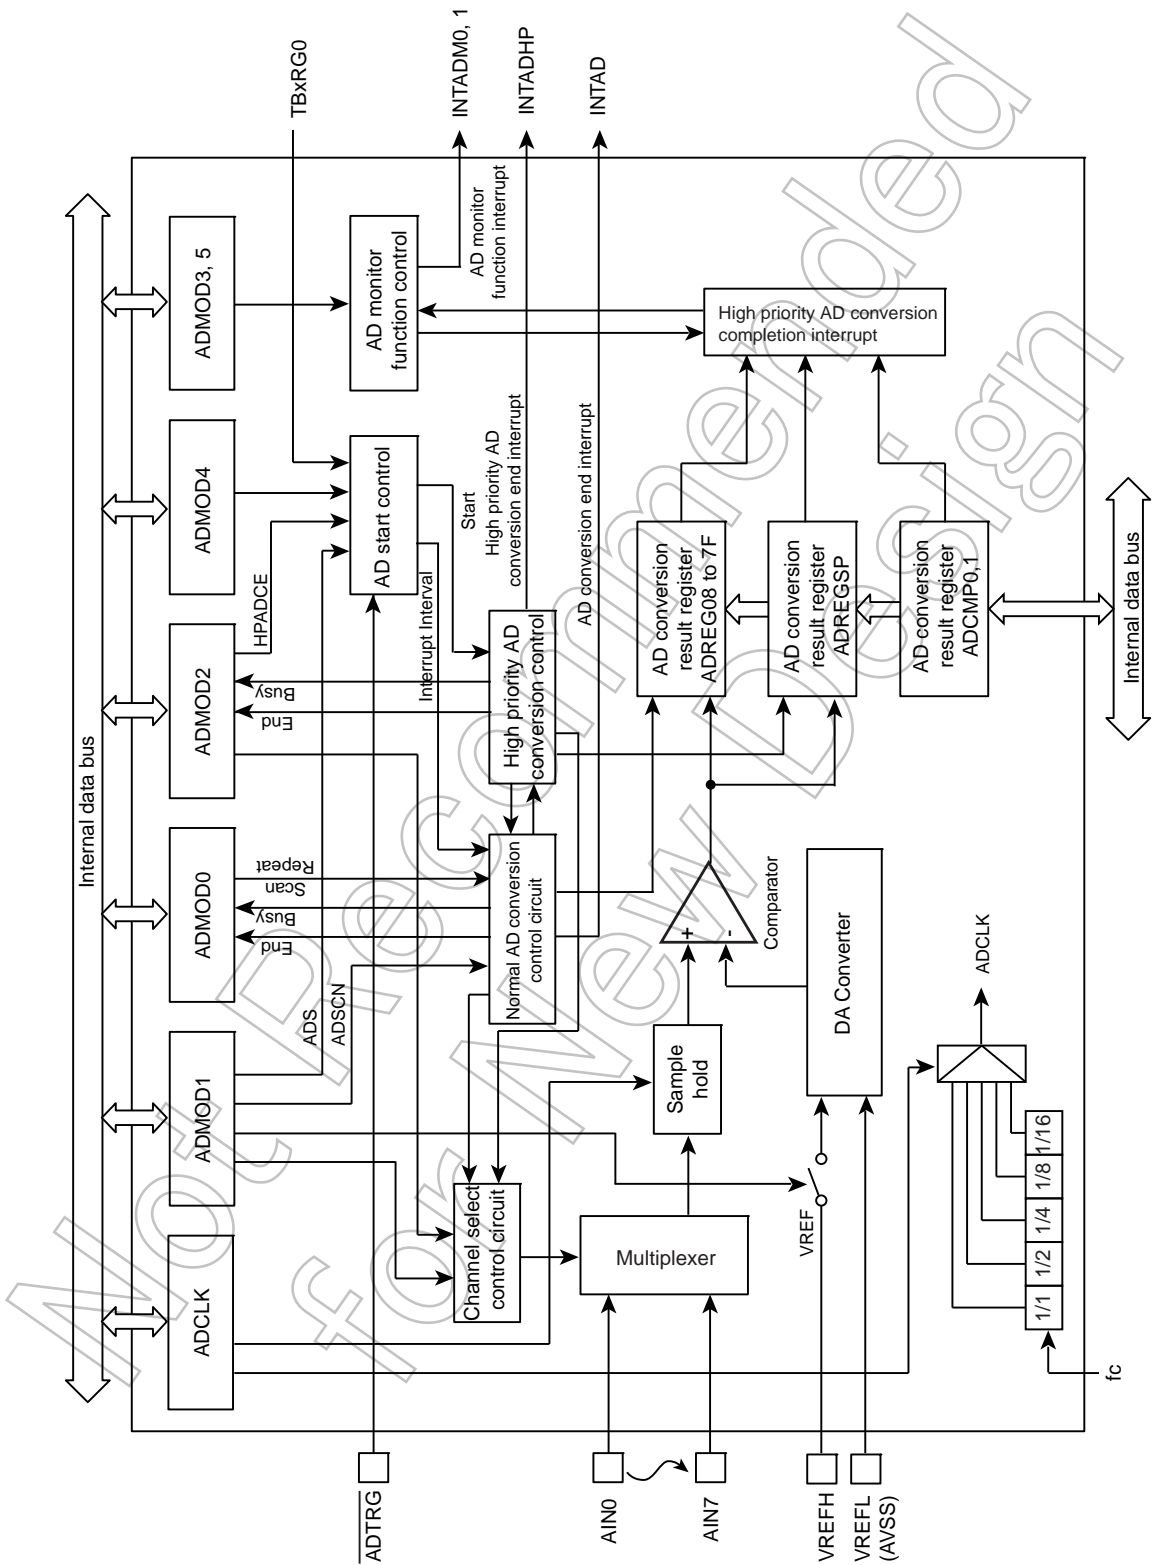 Internal data bus
ADCLK
ADMOD1
ADMOD0
ADMOD2
ADMOD4
ADMOD3, 5
TBxRG0
ADS
ADSCN
End
Busy
Scan
Repeat
End
Busy
HPADCE
ADTRG
AD start control
AD monitor
function control
INTADM0, 1
AD monitor
function interrupt
Interrupt Interval
Start
High priority AD
conversion end interrupt
INTADHP
Channel select
control circuit
Normal AD conversion
control circuit
High priority AD
conversion control
AD conversion end interrupt
INTAD
AIN0
AIN7
Multiplexer
Sample
hold
+
-
Comparator
AD conversion
result register
ADREG08 to 7F
AD conversion
result register
ADREGSP
AD conversion
result register
ADCMP0,1
High priority AD conversion
completion interrupt
VREFH
VREFL
(AVSS)
VREF
DA Converter
ADCLK
1/1
1/2
1/4
1/8
1/16
fc
Internal data bus
Not Recommended
for New Design